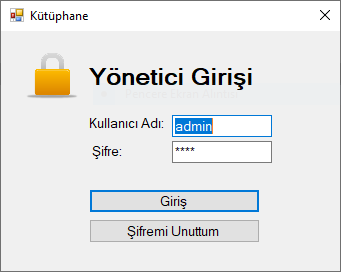 Kütüphane
Yönetici Girişi
Kullanıcı Adı: admin
Şifre: ****
Giriş
Şifremi Unuttum